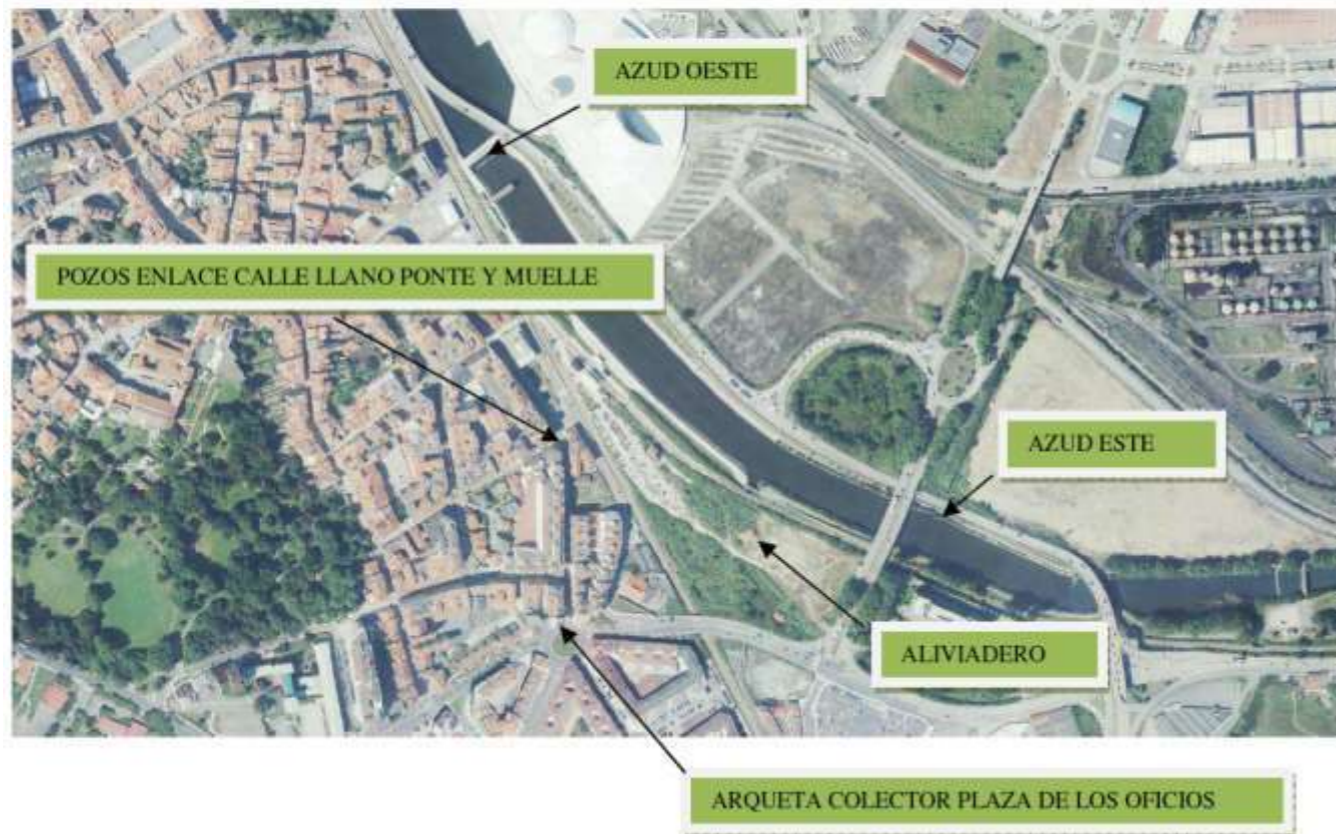 AZUD OESTE
POZOS ENLACE CALLE LLANO PONTE Y MUELLE
AZUD ESTE
ALIVIADERO
ARQUETA COLECTOR PLAZA DE LOS OFICIOS